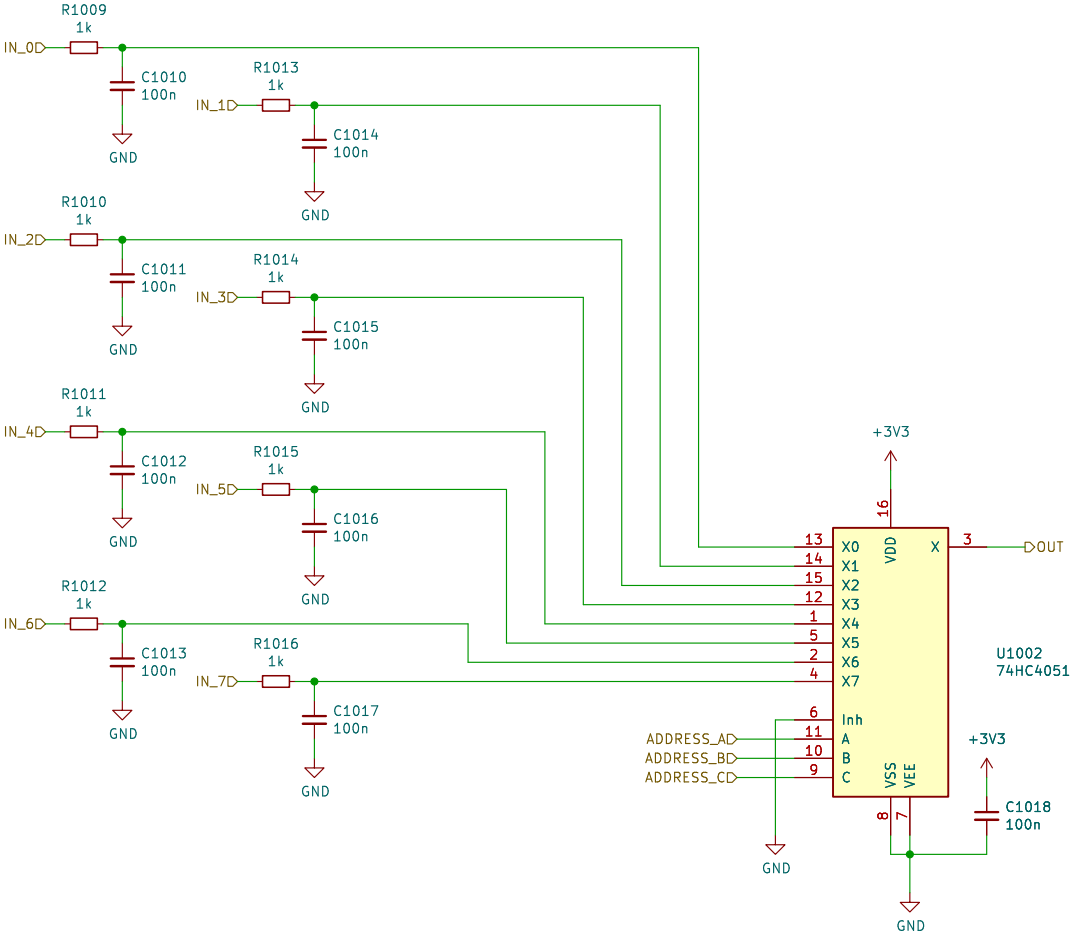 R1009
1k
IN_0
C1010
100n
GND
R1013
1k
IN_1
C1014
100n
GND
R1010
1k
IN_2
C1011
100n
GND
R1014
1k
IN_3
C1015
100n
GND
R1011
1k
IN_4
C1012
100n
GND
R1015
1k
IN_5
C1016
100n
GND
R1012
1k
IN_6
C1013
100n
GND
R1016
1k
IN_7
C1017
100n
GND
+3V3
16
VDD
13 X0
14 X1
15 X2
12 X3
1 X4
5 X5
2 X6
4 X7
6 Inh
ADDRESS_A 11 A
ADDRESS_B 10 B
ADDRESS_C 9 C
X 3 OUT
U1002
74HC4051
VSS
VEE
8
7
GND
+3V3
C1018
100n
GND